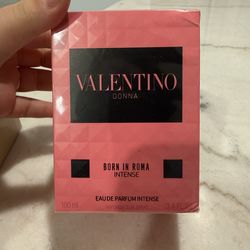 VALENTINO
DONNA
BORN IN ROMA
INTENSE
EAU DE PARFUM INTENSE
100 ml